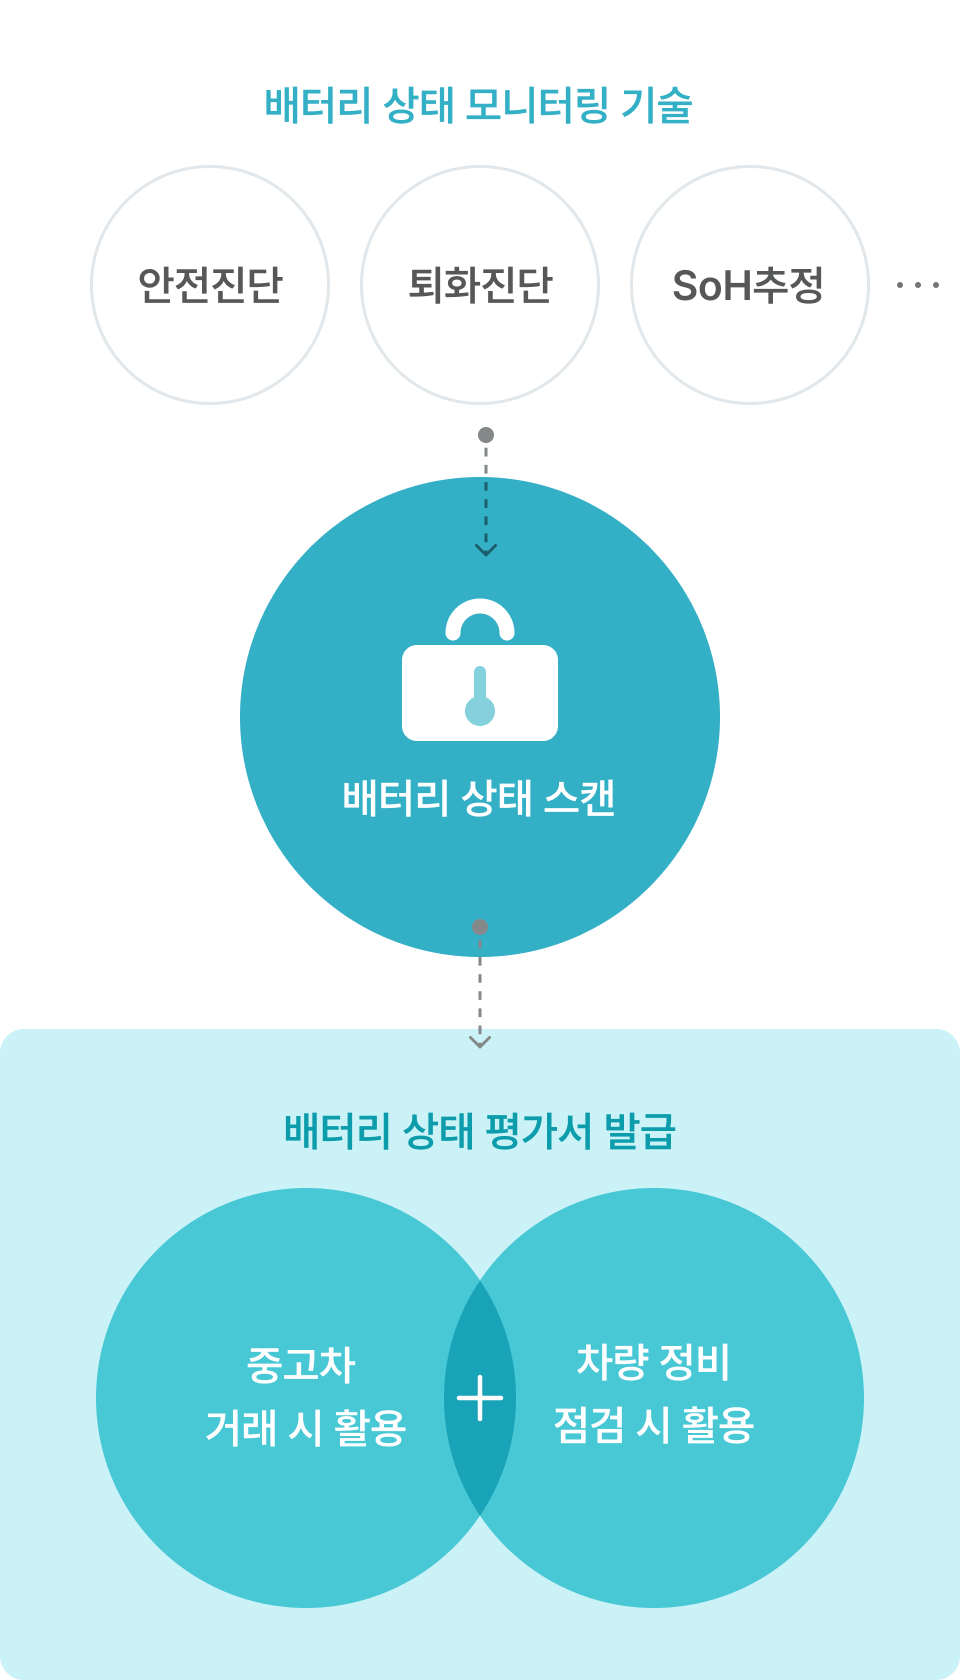 배터리 상태 모니터링 기술
안전진단
퇴화진단
SoH추정
···
배터리 상태 스캔
배터리 상태 평가서 발급
중고차
거래 시 활용
+
차량 정비
점검 시 활용